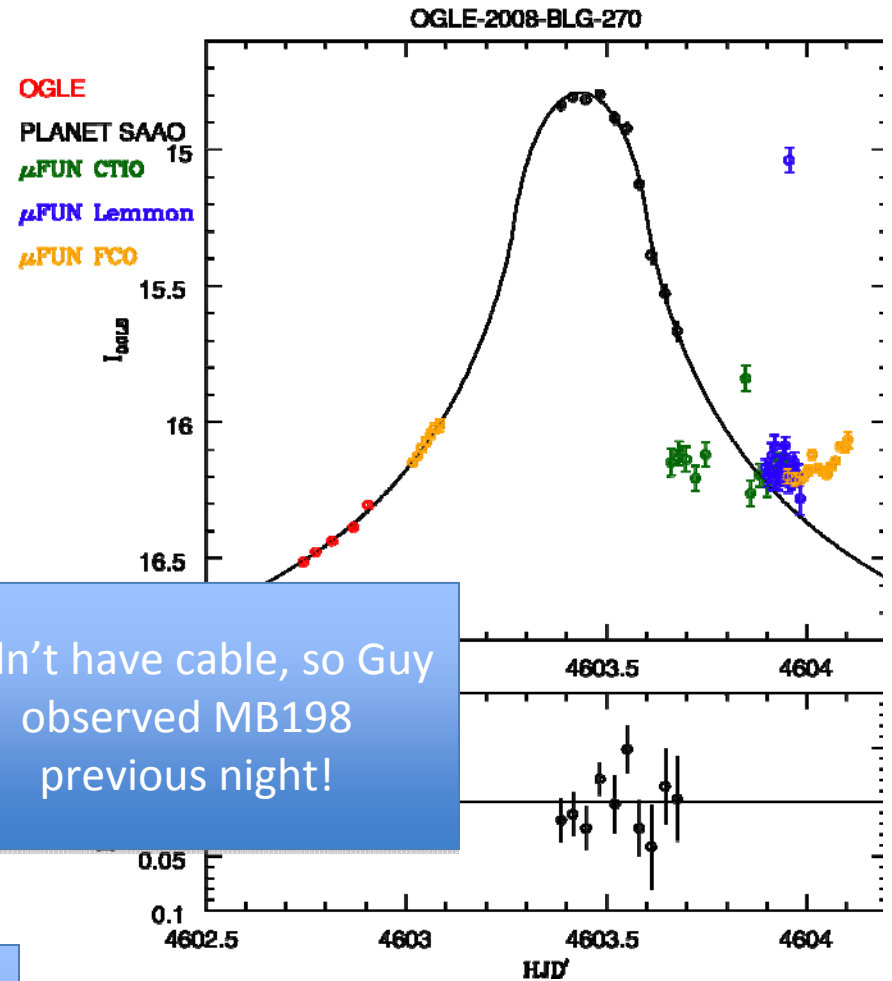 OGLE-2008-BLG-270
OGLE
PLANET SAAO
μFUN CTIO
μFUN Lemmon
μFUN FCO
15
15.5
16
16.5
I_OGLE
4603.5 4604
n’t have cable, so Guy
observed MB198
previous night!
0.05
0.1
4602.5 4603 4603.5 4604
HJD'